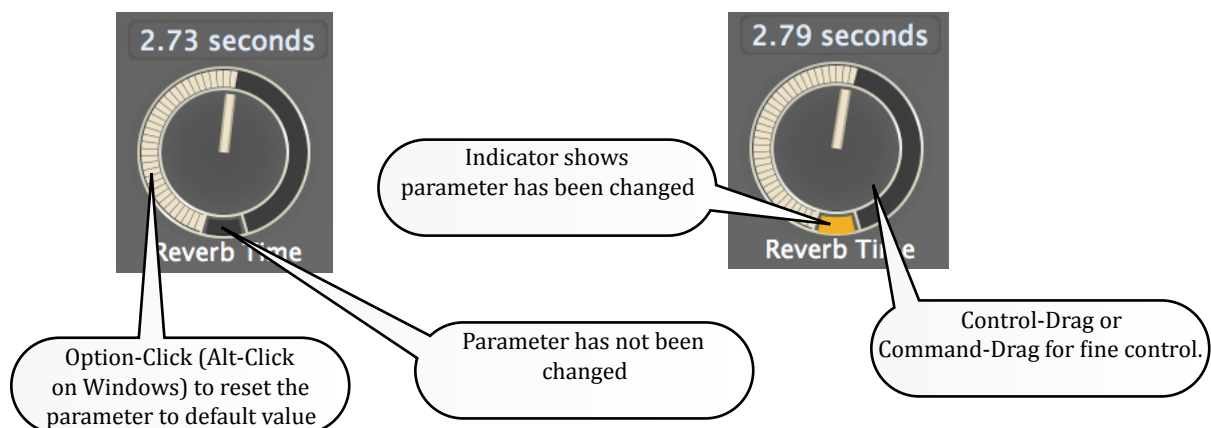 2.73 seconds
Reverb Time
Option-Click (Alt-Click
on Windows) to reset the
parameter to default value
Parameter has not been
changed
Indicator shows
parameter has been changed
2.79 seconds
Reverb Time
Control-Drag or
Command-Drag for fine control.